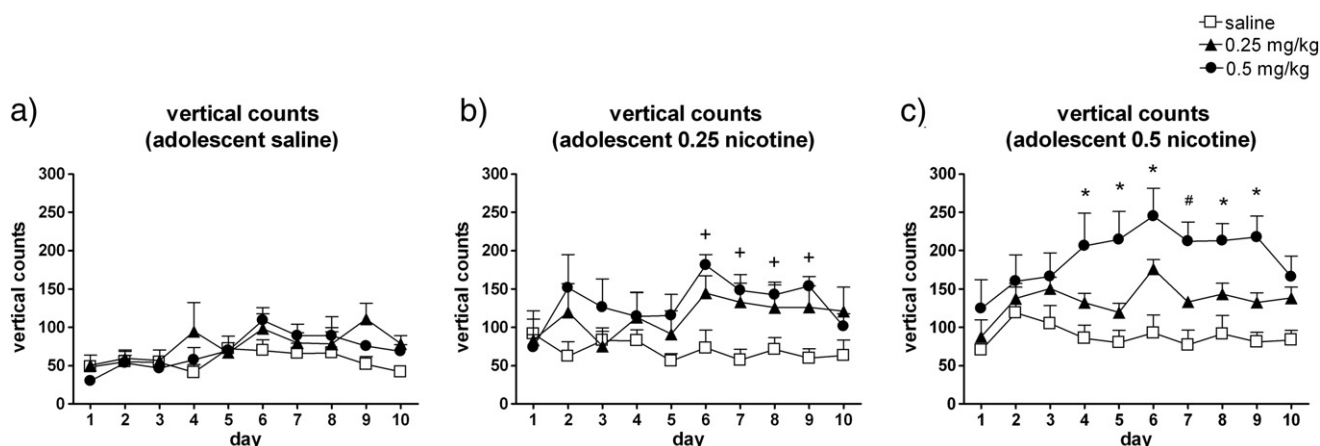 saline
0.25 mg/kg
0.5 mg/kg
a)
vertical counts
(adolescent saline)
vertical counts
300
250
200
150
100
50
0
1 2 3 4 5 6 7 8 9 10
day
b)
vertical counts
(adolescent 0.25 nicotine)
vertical counts
300
250
200
150
100
50
0
+ + + +
1 2 3 4 5 6 7 8 9 10
day
c)
vertical counts
(adolescent 0.5 nicotine)
vertical counts
300
250
200
150
100
50
0
* * * # * *
1 2 3 4 5 6 7 8 9 10
day